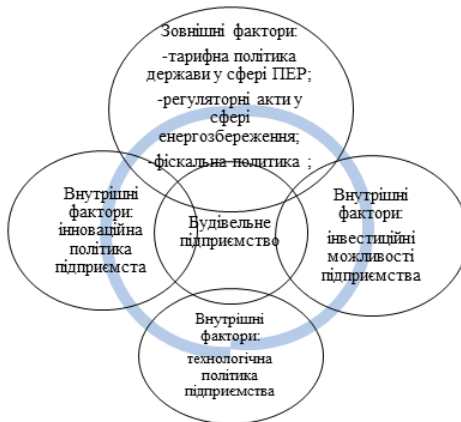 Зовнішні фактори:
-тарифна політика
держави у сфері ПЕР;
-регуляторні акти у
сфері
енергозбереження;
-фіскальна политика ;
Внутрішні
фактори:
інноваційна
політика
підприємста
Будівельне
підприємство
Внутрішні
фактори:
інвестиційні
можливості
підприємства
Внутрішні
фактори:
технологічна
політика
підприємства